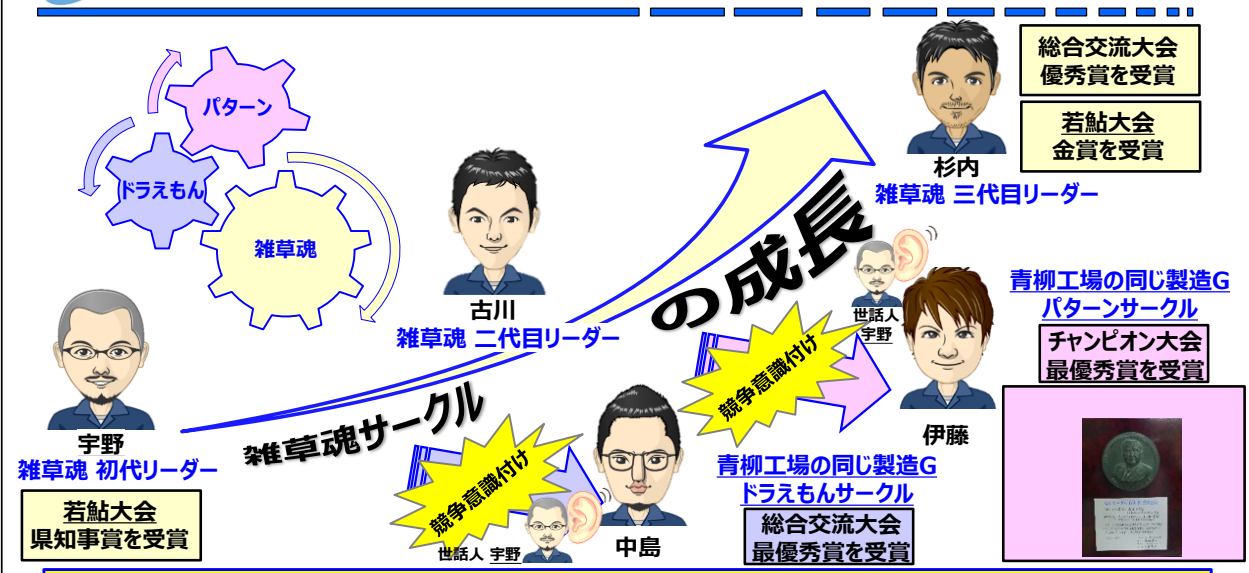 総合交流大会
優秀賞を受賞
若鮎大会
金賞を受賞
パターン
ドラえもん
雑草魂
杉内
雑草魂 三代目リーダー
古川
雑草魂 二代目リーダー
雑草魂サークル
の成長
世話人
宇野
競争意識付け
伊藤
青柳工場の同じ製造G
パターンサークル
チャンピオン大会
最優秀賞を受賞
宇野
雑草魂 初代リーダー
若鮎大会
県知事賞を受賞
競争意識付け
世話人 宇野
中島
青柳工場の同じ製造G
ドラえもんサークル
総合交流大会
最優秀賞を受賞